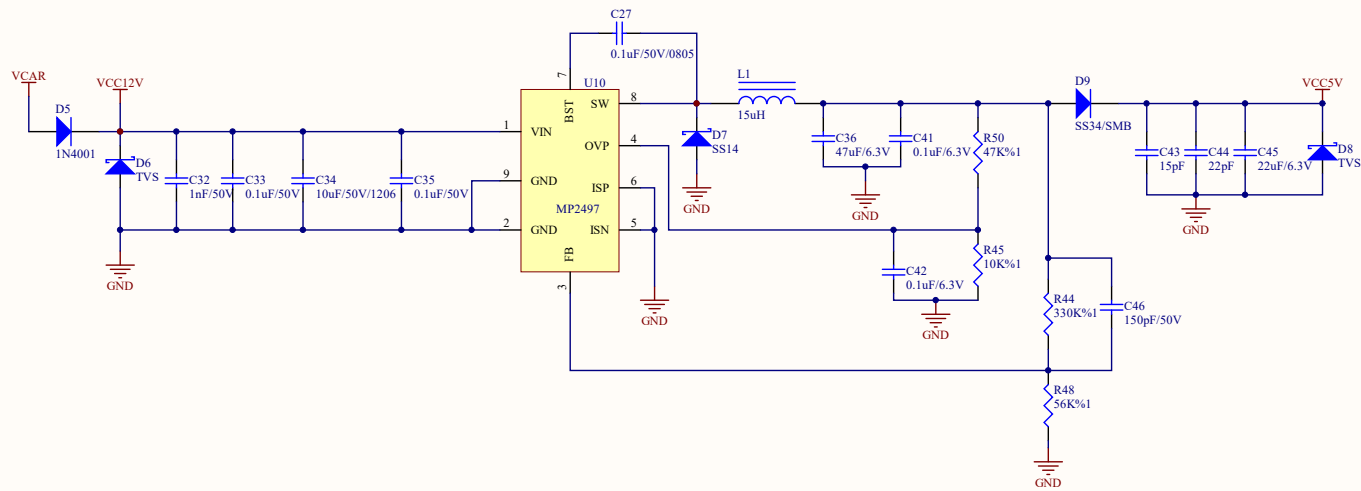 C27
0.1uF/50V/0805
VCAR
VCC12V
D5
1N4001
D6
TVS
C32
1nF/50V
C33
0.1uF/50V
C34
10uF/50V/1206
C35
0.1uF/50V
GND
U10
7
BST
1
VIN
SW
8
OVP
4
9
GND
ISP
6
MP2497
2
GND
ISN
5
FB
3
GND
D7
SS14
GND
L1
15uH
C36
47uF/6.3V
C41
0.1uF/6.3V
GND
R50
47K%1
C42
0.1uF/6.3V
R45
10K%1
GND
D9
SS34/SMB
VCC5V
C43
15pF
C44
22pF
C45
22uF/6.3V
D8
TVS
GND
R44
330K%1
C46
150pF/50V
R48
56K%1
GND